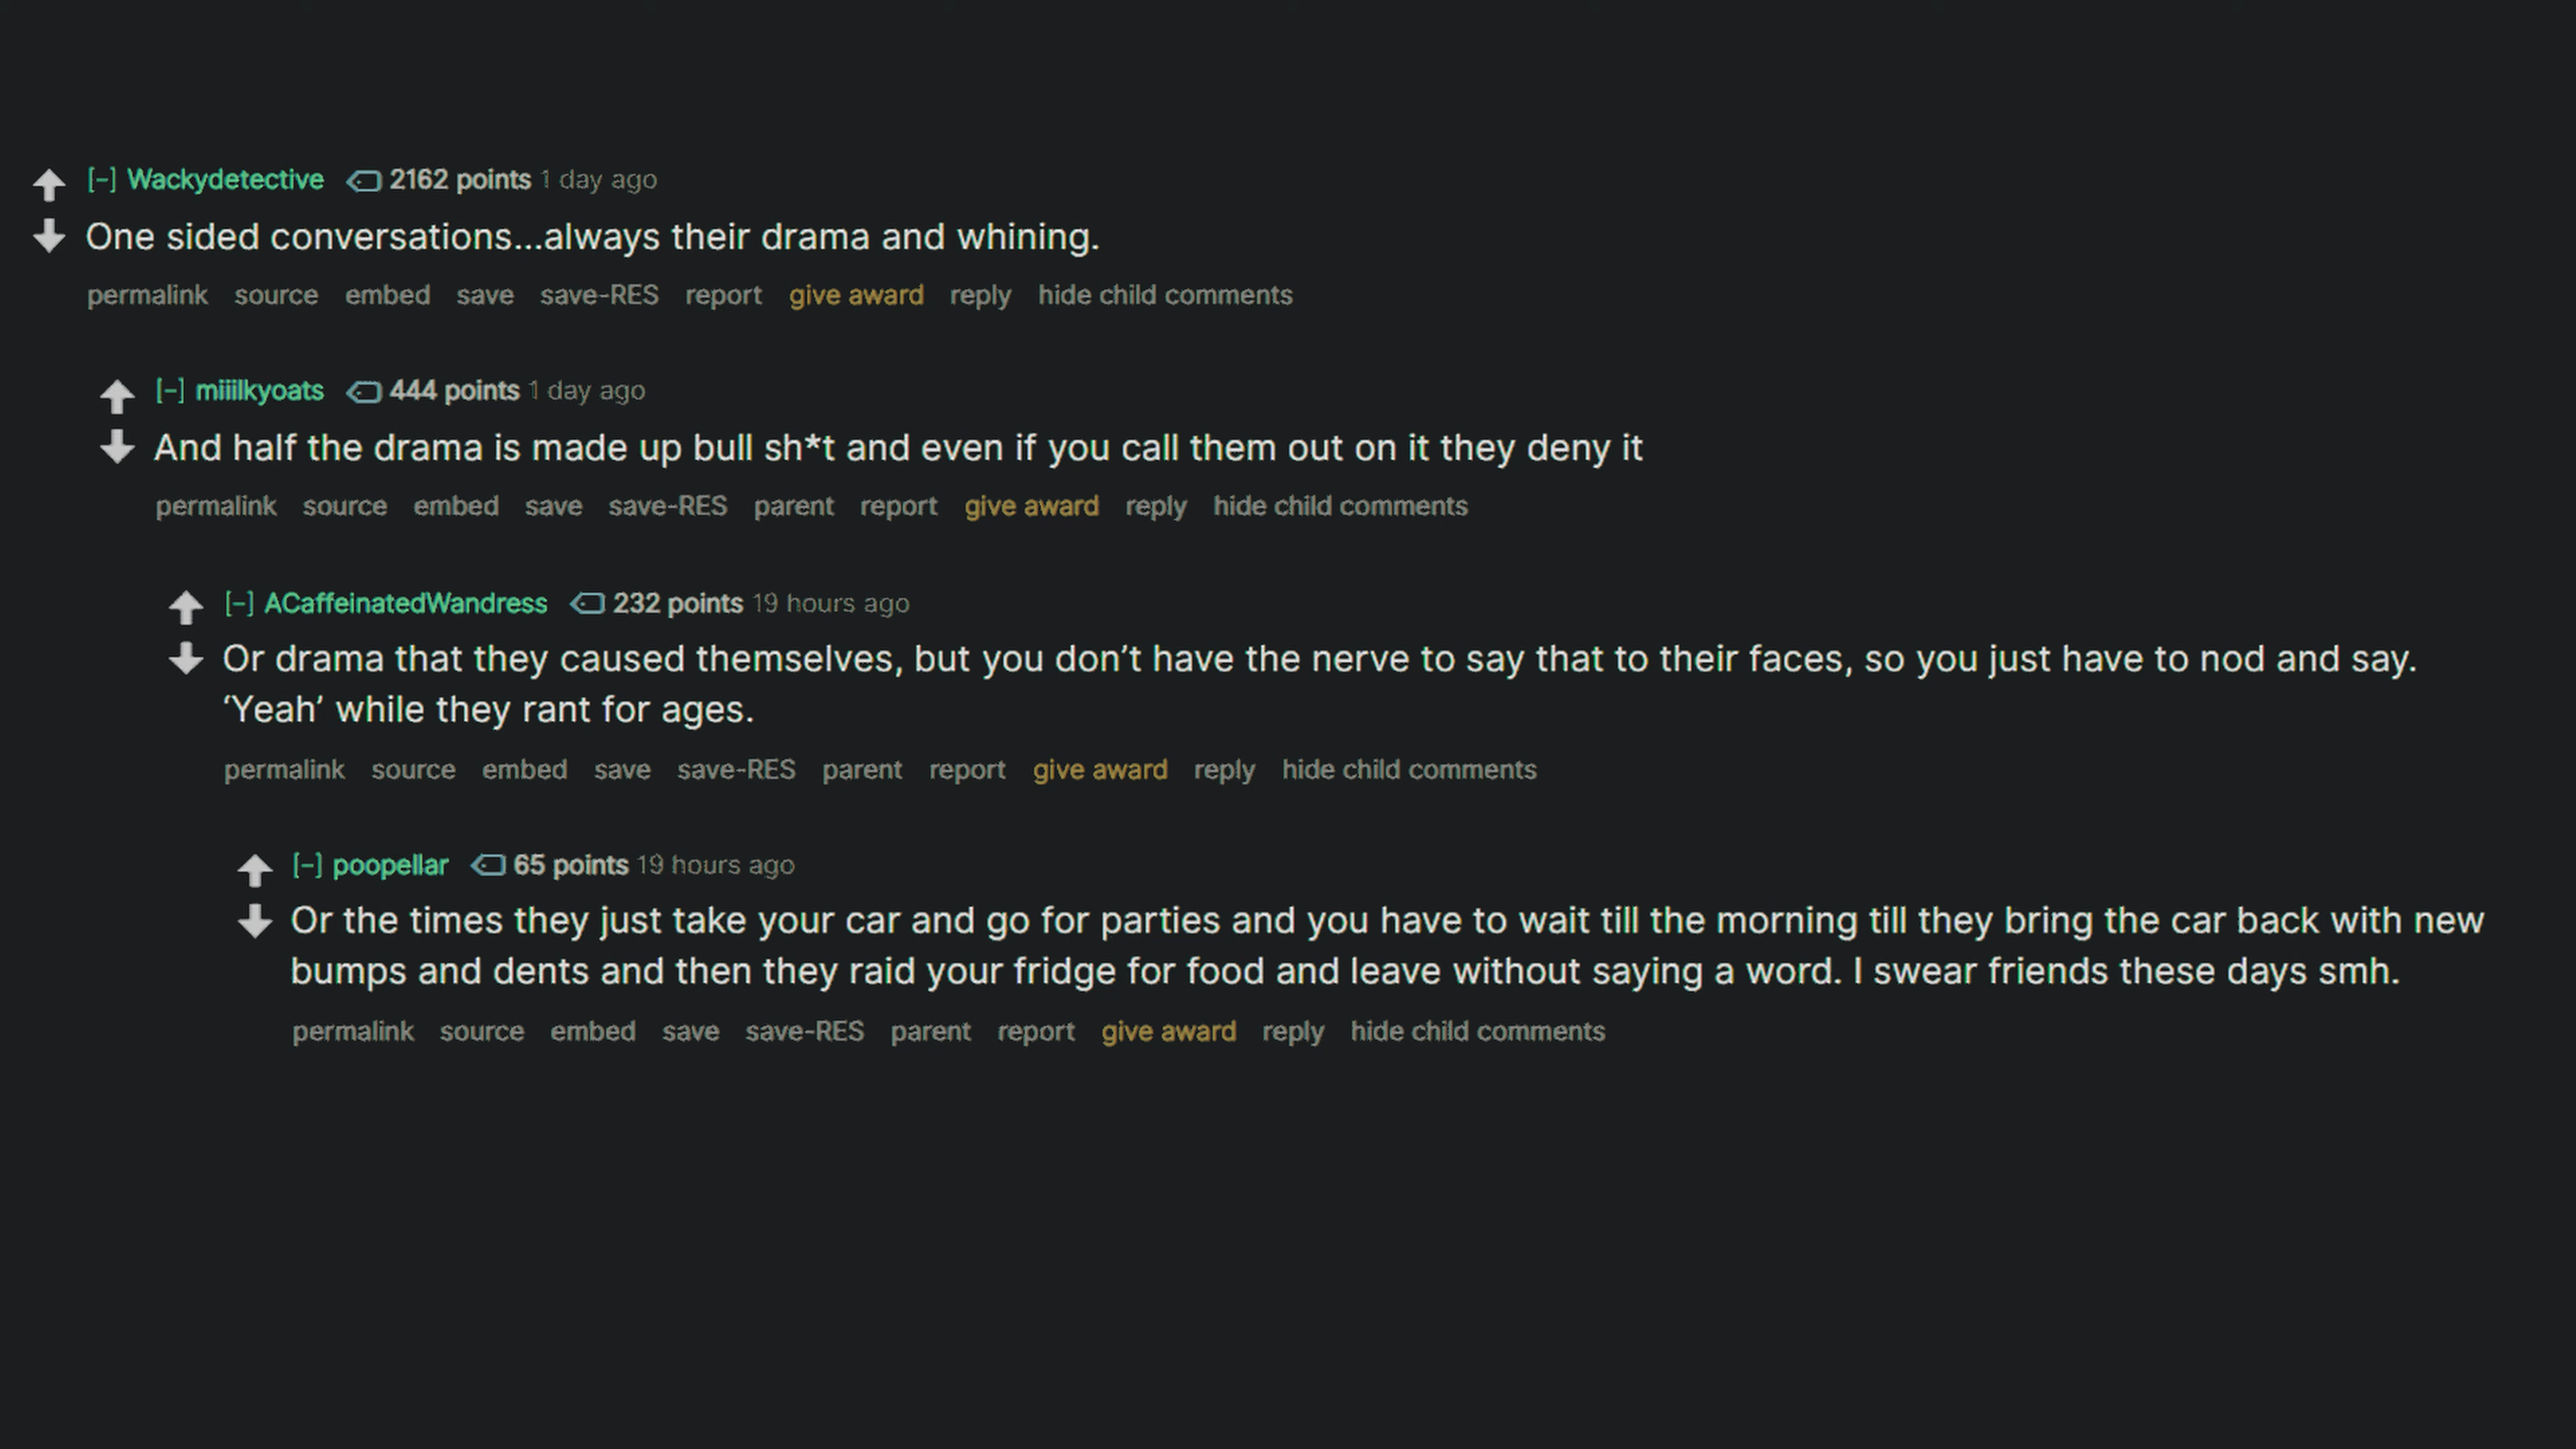 [–] Wackydetective 2162 points 1 day ago
One sided conversations...always their drama and whining.
permalink source embed save save-RES report give award reply hide child comments
[–] miiilkyoats 444 points 1 day ago
And half the drama is made up bull sh*t and even if you call them out on it they deny it
permalink source embed save save-RES parent report give award reply hide child comments
[–] ACaffeinatedWandress 232 points 19 hours ago
Or drama that they caused themselves, but you don’t have the nerve to say that to their faces, so you just have to nod and say.
‘Yeah’ while they rant for ages.
permalink source embed save save-RES parent report give award reply hide child comments
[–] poopellar 65 points 19 hours ago
Or the times they just take your car and go for parties and you have to wait till the morning till they bring the car back with new
bumps and dents and then they raid your fridge for food and leave without saying a word. I swear friends these days smh.
permalink source embed save save-RES parent report give award reply hide child comments